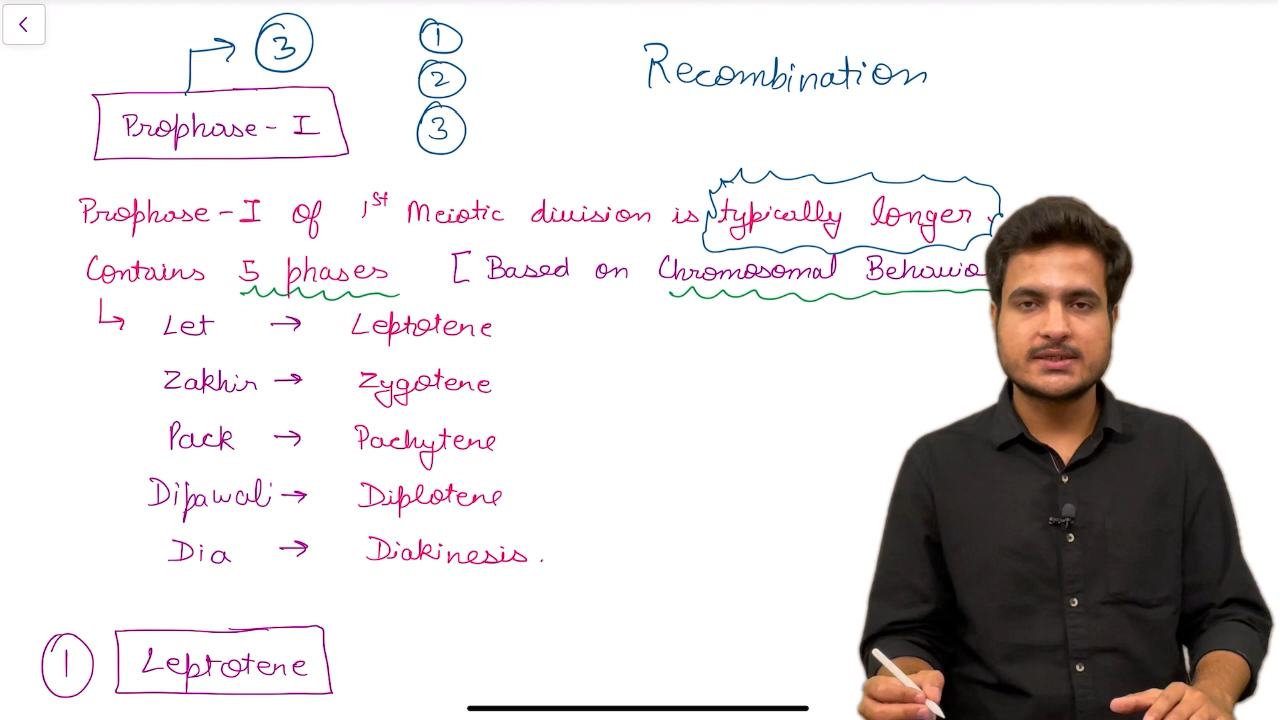 ③ ① Recombination
②
Prophase - I ③
Prophase - I of 1st Meiotic division is typically longer.
Contains 5 phases [ Based on Chromosomal
↳ Let → Leptotene
Zakhir → Zygotene
Pack → Pachytene
Dipawali → Diplotene
Dia → Diakinesis.
① Leptotene